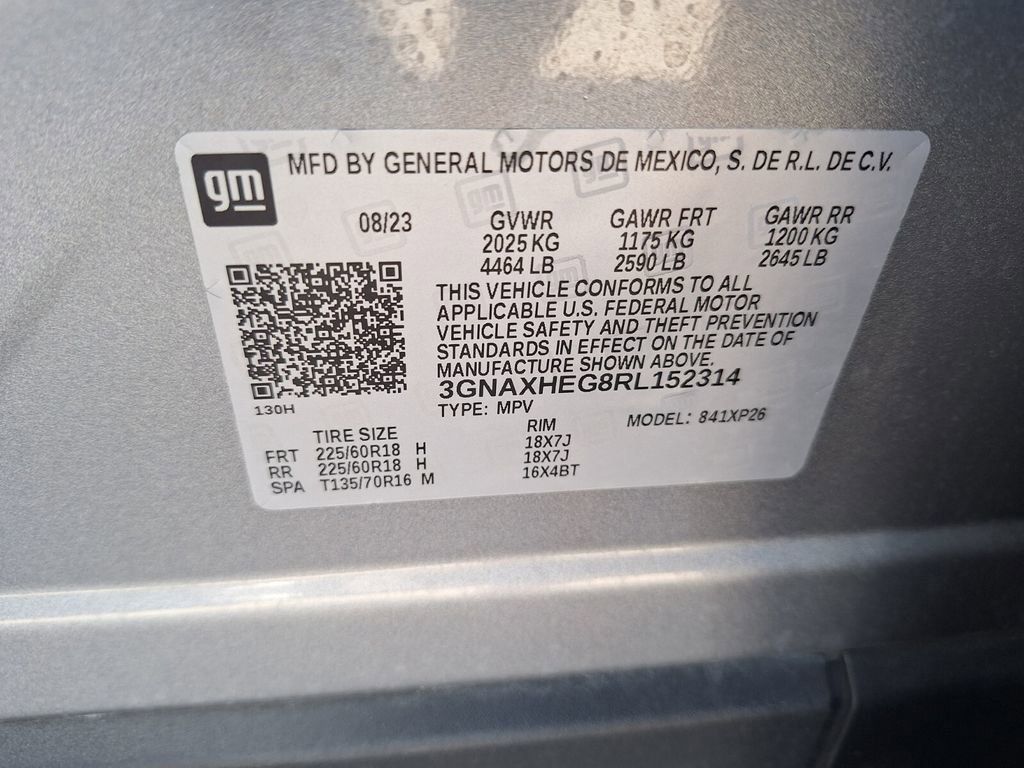 gm
MFD BY GENERAL MOTORS DE MEXICO, S. DE R.L. DE C.V.
08/23 GVWR GAWR FRT GAWR RR
2025 KG 1175 KG 1200 KG
4464 LB 2590 LB 2645 LB
THIS VEHICLE CONFORMS TO ALL
APPLICABLE U.S. FEDERAL MOTOR
VEHICLE SAFETY AND THEFT PREVENTION
STANDARDS IN EFFECT ON THE DATE OF
MANUFACTURE SHOWN ABOVE.
3GNAXHEG8RL152314
130H
TYPE: MPV MODEL: 841XP26
TIRE SIZE RIM
FRT 225/60R18 H 18X7J
RR 225/60R18 H 18X7J
SPA T135/70R16 M 16X4BT